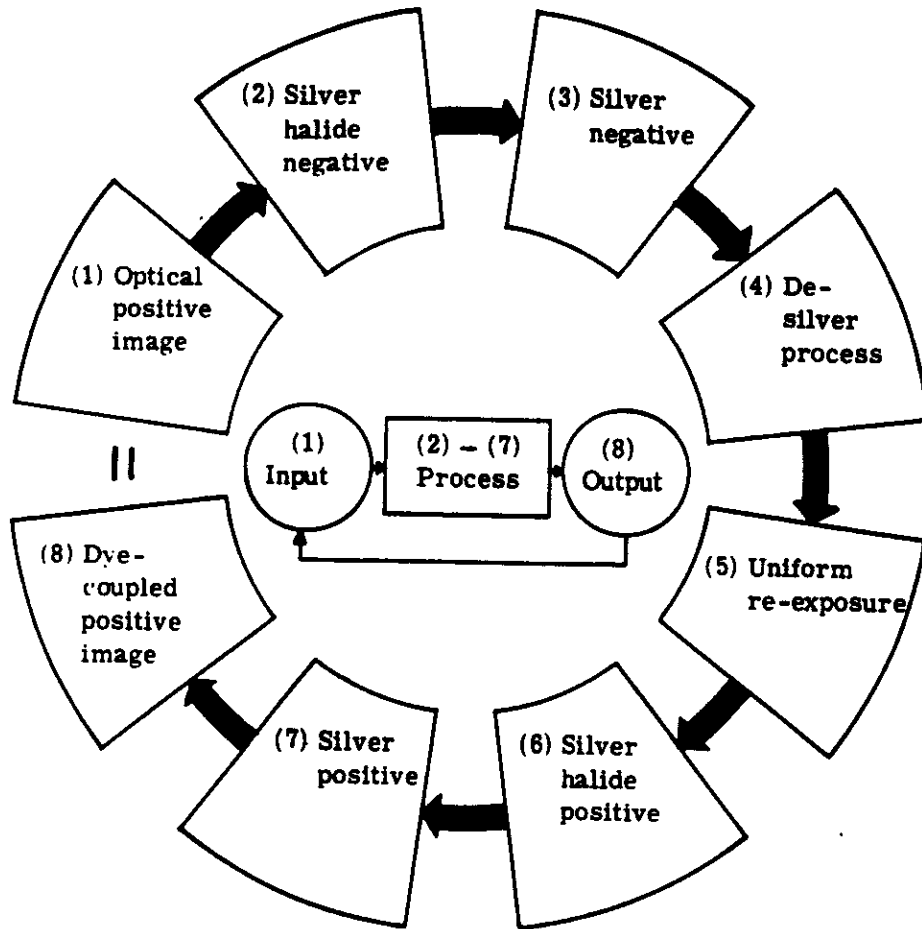 (1) Optical
positive
image
(2) Silver
halide
negative
(3) Silver
negative
(4) De-
silver
process
(5) Uniform
re-exposure
(6) Silver
halide
positive
(7) Silver
positive
(8) Dye-
coupled
positive
image
(1)
Input
(2) - (7)
Process
(8)
Output